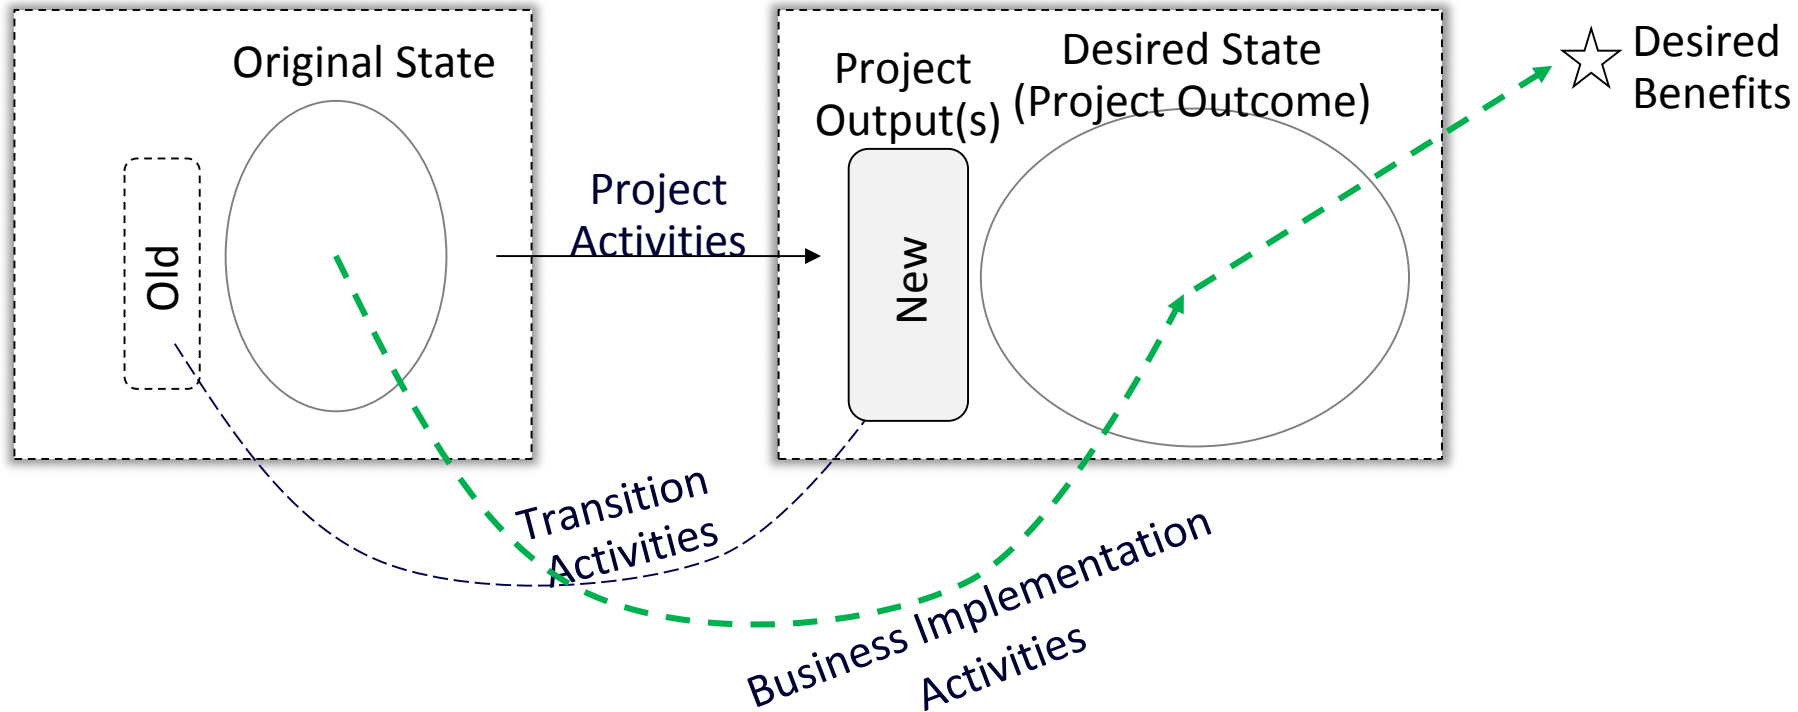 Original State
Old
Project
Activities
Project
Output(s)
New
Desired State
(Project Outcome)
Desired
Benefits
Transition
Activities
Business Implementation
Activities